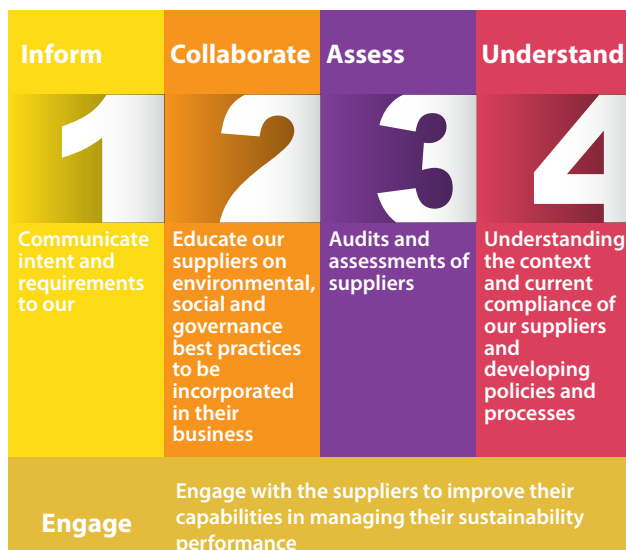 Inform
Collaborate
Assess
Understand
1
2
3
4
Communicate
intent and
requirements
to our
Educate our
suppliers on
environmental,
social and
governance
best practices
to be
incorporated
in their
business
Audits and
assessments of
suppliers
Understanding
the context
and current
compliance of
our suppliers
and
developing
policies and
processes
Engage
Engage with the suppliers to improve their
capabilities in managing their sustainability
performance